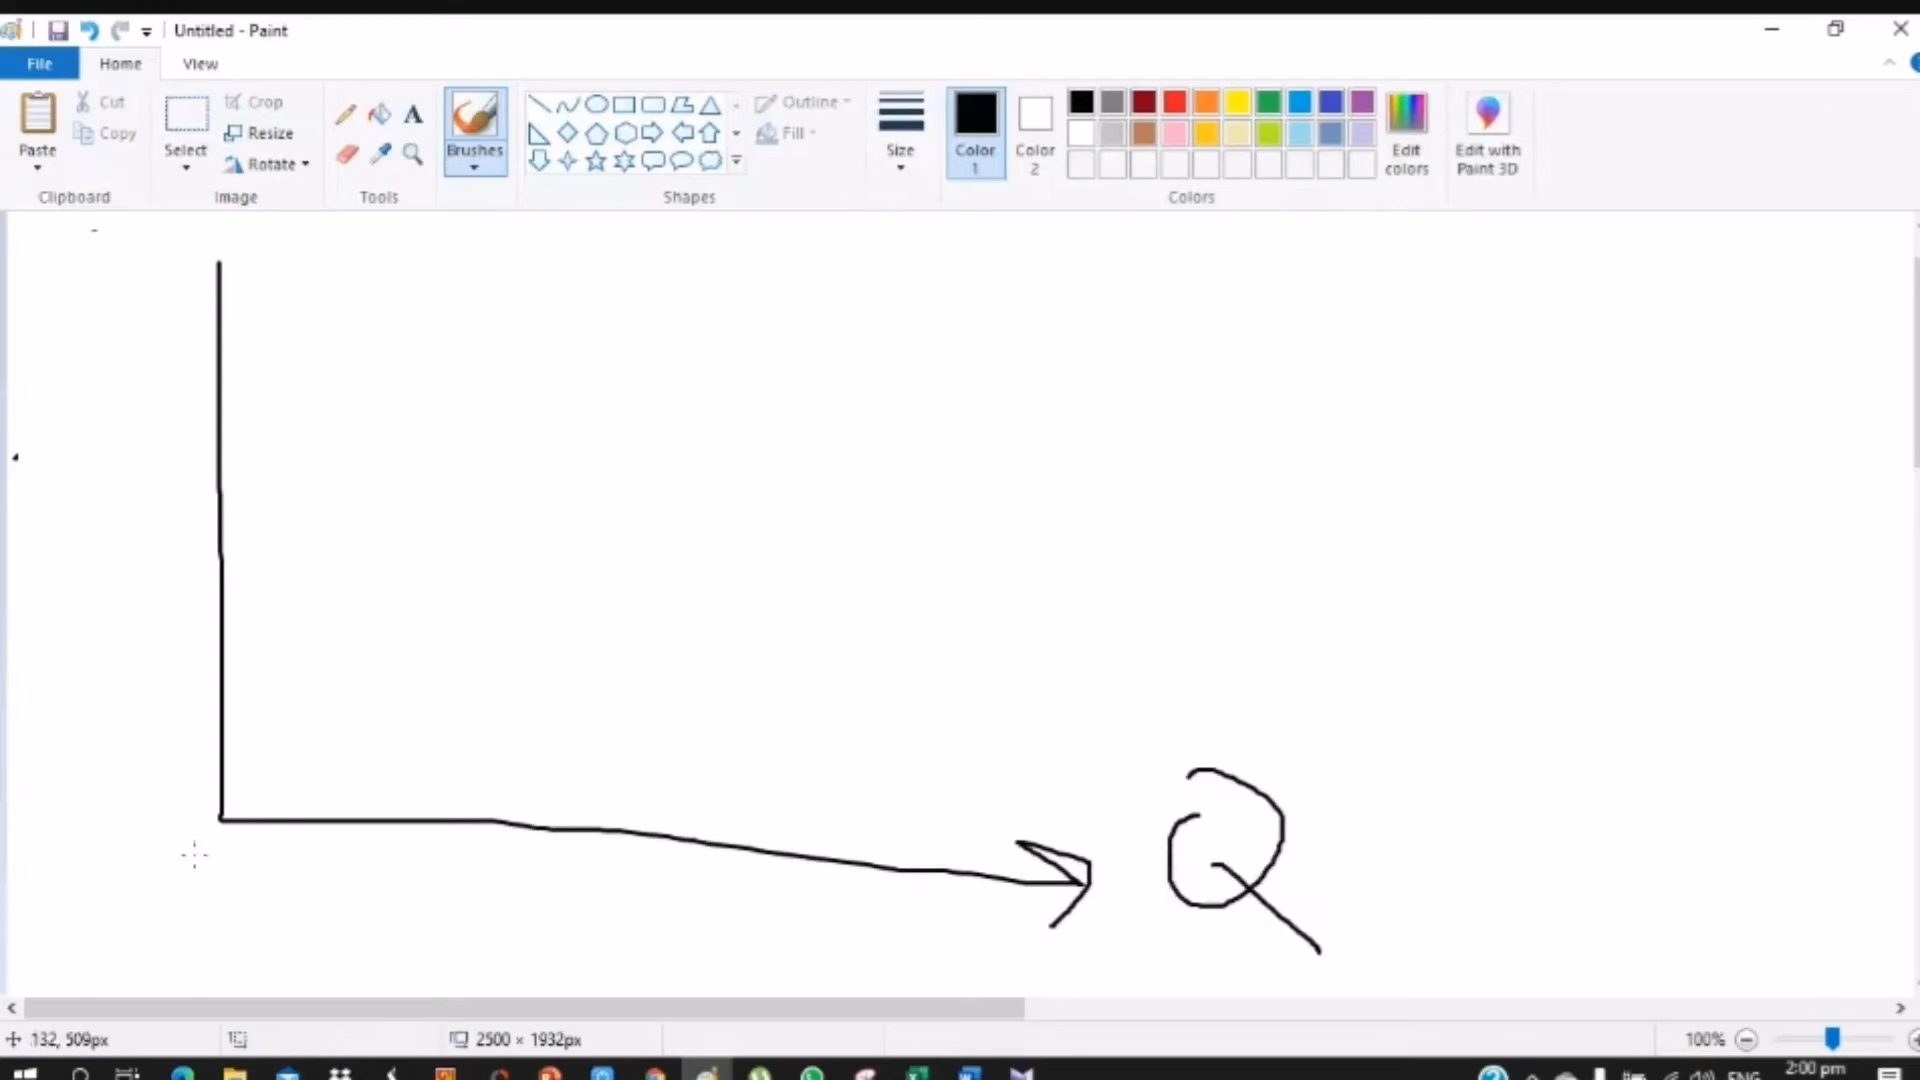 Untitled - Paint
File Home View
Paste
Cut
Copy
Clipboard
Select
Crop
Resize
Rotate
Image
A
Tools
Brushes
Shapes
Outline
Fill
Size
Color 1
Color 2
Colors
Edit colors
Edit with Paint 3D
Q
132, 509px
2500 × 1932px
100%
ENG
2:00 pm